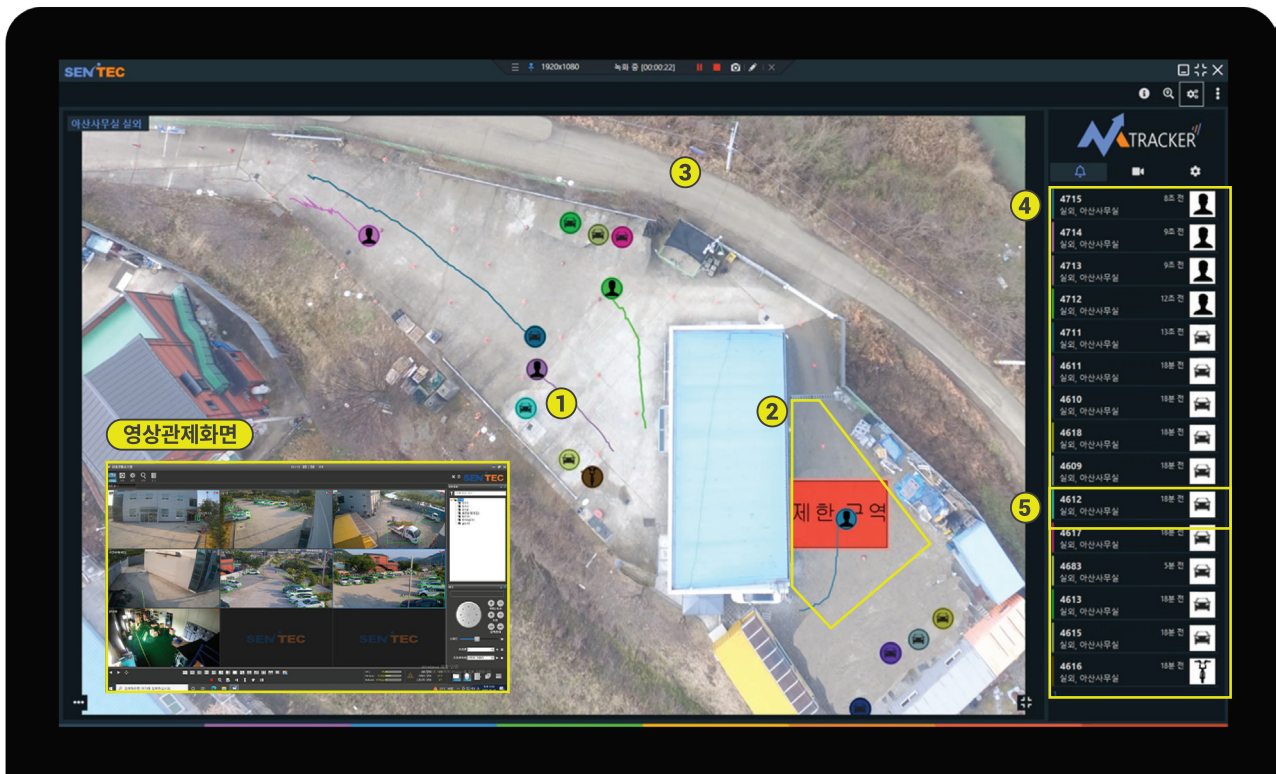 SENTEC
1920x1080
녹화 중 [00:00:22]
아산사무실 실외
TRACKER
3
4
4715
8초 전
실외, 아산사무실
4714
9초 전
실외, 아산사무실
4713
9초 전
실외, 아산사무실
4712
12초 전
실외, 아산사무실
4711
13초 전
실외, 아산사무실
4611
18분 전
실외, 아산사무실
4610
18분 전
실외, 아산사무실
4618
18분 전
실외, 아산사무실
4609
18분 전
실외, 아산사무실
5
4612
18분 전
실외, 아산사무실
4617
18분 전
실외, 아산사무실
4683
5분 전
실외, 아산사무실
4613
18분 전
실외, 아산사무실
4615
18분 전
실외, 아산사무실
4616
18분 전
실외, 아산사무실
1
2
제한구역
영상관제화면
SENTEC
SENTEC
SENTEC